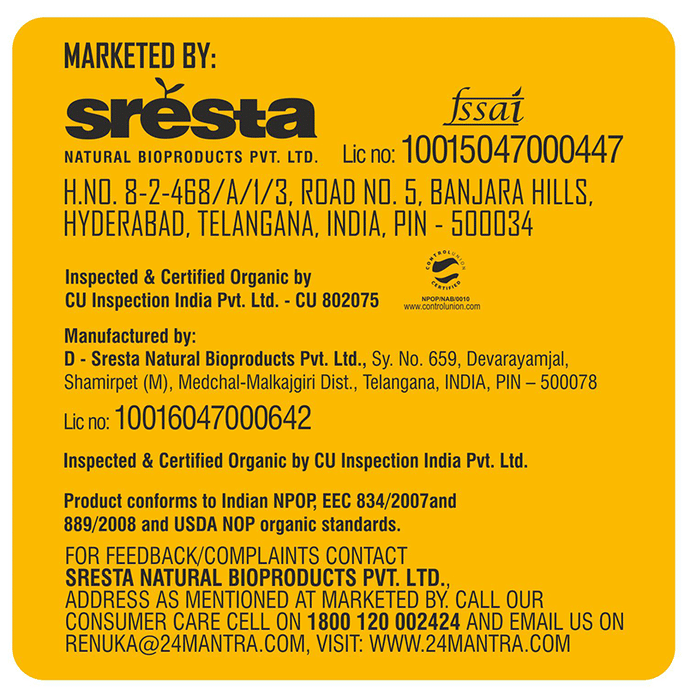 MARKETED BY:
sresta
NATURAL BIOPRODUCTS PVT. LTD.
fssai
Lic no: 10015047000447
H.NO. 8-2-468/A/1/3, ROAD NO. 5, BANJARA HILLS,
HYDERABAD, TELANGANA, INDIA, PIN - 500034
Inspected & Certified Organic by
CU Inspection India Pvt. Ltd. - CU 802075
CONTROLUNION
CERTIFIED
NPOP/NAB/0010
www.controlunion.com
Manufactured by:
D - Sresta Natural Bioproducts Pvt. Ltd., Sy. No. 659, Devarayamjal,
Shamirpet (M), Medchal-Malkajgiri Dist., Telangana, INDIA, PIN – 500078
Lic no: 10016047000642
Inspected & Certified Organic by CU Inspection India Pvt. Ltd.
Product conforms to Indian NPOP, EEC 834/2007and
889/2008 and USDA NOP organic standards.
FOR FEEDBACK/COMPLAINTS CONTACT
SRESTA NATURAL BIOPRODUCTS PVT. LTD.,
ADDRESS AS MENTIONED AT MARKETED BY. CALL OUR
CONSUMER CARE CELL ON 1800 120 002424 AND EMAIL US ON
RENUKA@24MANTRA.COM, VISIT: WWW.24MANTRA.COM